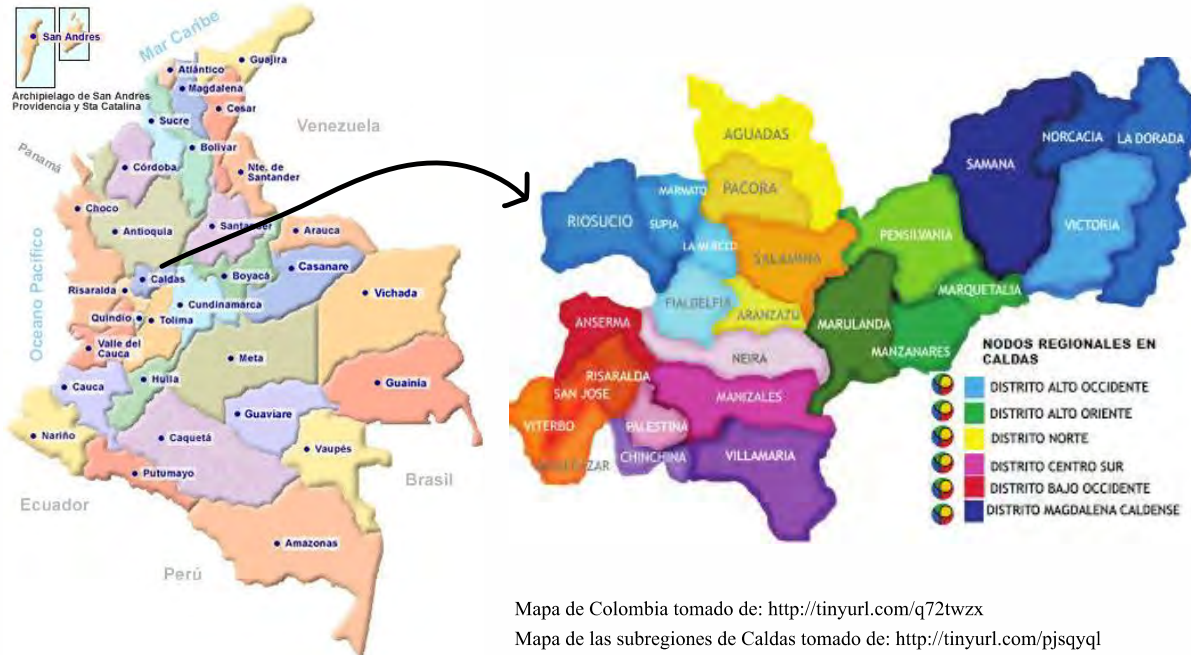 San Andres
Archipielago de San Andres
Providencia y Sta Catalina
Mar Caribe
Guajira
Atlántico
Magdalena
Cesar
Sucre
Venezuela
Bolivar
Panamá
Córdoba
Nte. de
Santander
Choco
Antioquia
Santander
Arauca
Océano Pacífico
Caldas
Boyacá
Casanare
Risaralda
Vichada
Cundinamarca
Quindío
Tolima
Valle del
Cauca
Meta
Cauca
Huila
Guainía
Guaviare
Nariño
Caquetá
Vaupés
Putumayo
Brasil
Ecuador
Amazonas
Perú
AGUADAS
NORCACIA
LA DORADA
SAMANA
MARMATO
PACORA
RIOSUCIO
SUPIA
VICTORIA
PENSILVANIA
LA MERCED
SALAMINA
MARQUETALIA
FIALDELFIA
ARANZAZU
ANSERMA
MARULANDA
MANZANARES
NEIRA
RISARALDA
SAN JOSE
MANIZALES
VITERBO
PALESTINA
CHINCHINA
VILLAMARIA
NODOS REGIONALES EN
CALDAS
DISTRITO ALTO OCCIDENTE
DISTRITO ALTO ORIENTE
DISTRITO NORTE
DISTRITO CENTRO SUR
DISTRITO BAJO OCCIDENTE
DISTRITO MAGDALENA CALDENSE
Mapa de Colombia tomado de: http://tinyurl.com/q72twzx
Mapa de las subregiones de Caldas tomado de: http://tinyurl.com/pjsqyql